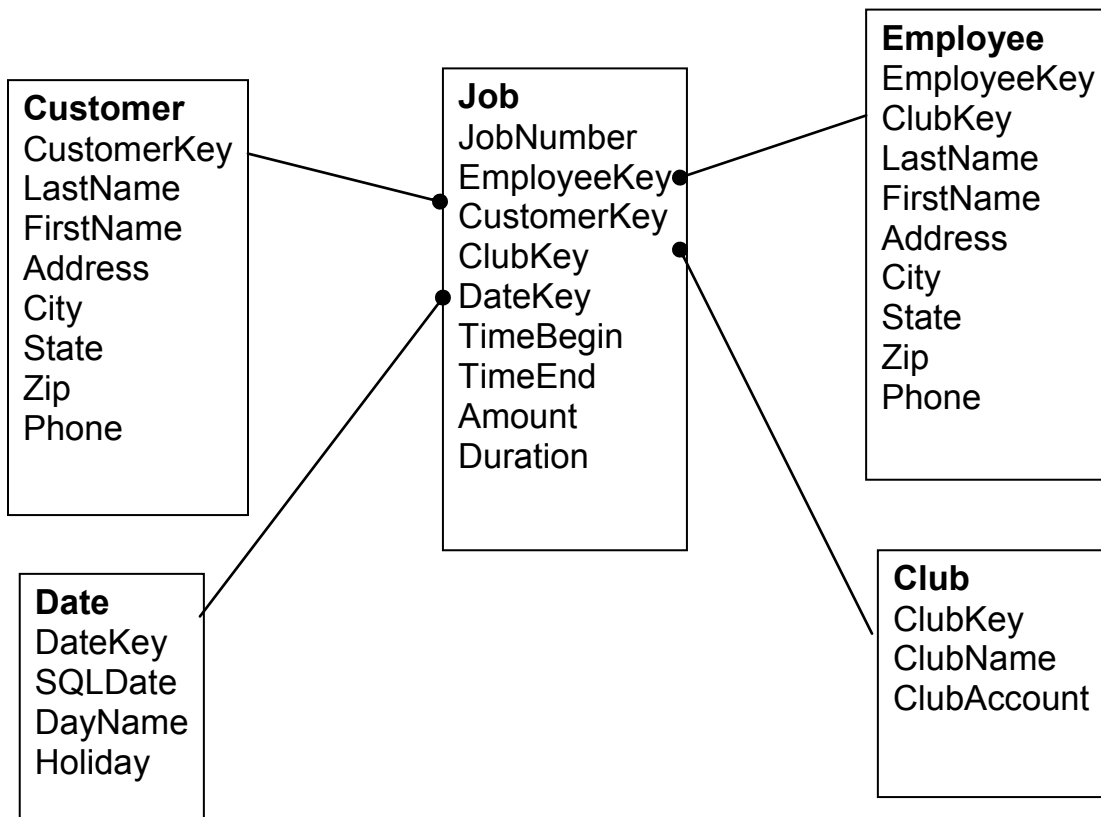 Customer
CustomerKey
LastName
FirstName
Address
City
State
Zip
Phone
Job
JobNumber
EmployeeKey
CustomerKey
ClubKey
DateKey
TimeBegin
TimeEnd
Amount
Duration
Employee
EmployeeKey
ClubKey
LastName
FirstName
Address
City
State
Zip
Phone
Date
DateKey
SQLDate
DayName
Holiday
Club
ClubKey
ClubName
ClubAccount